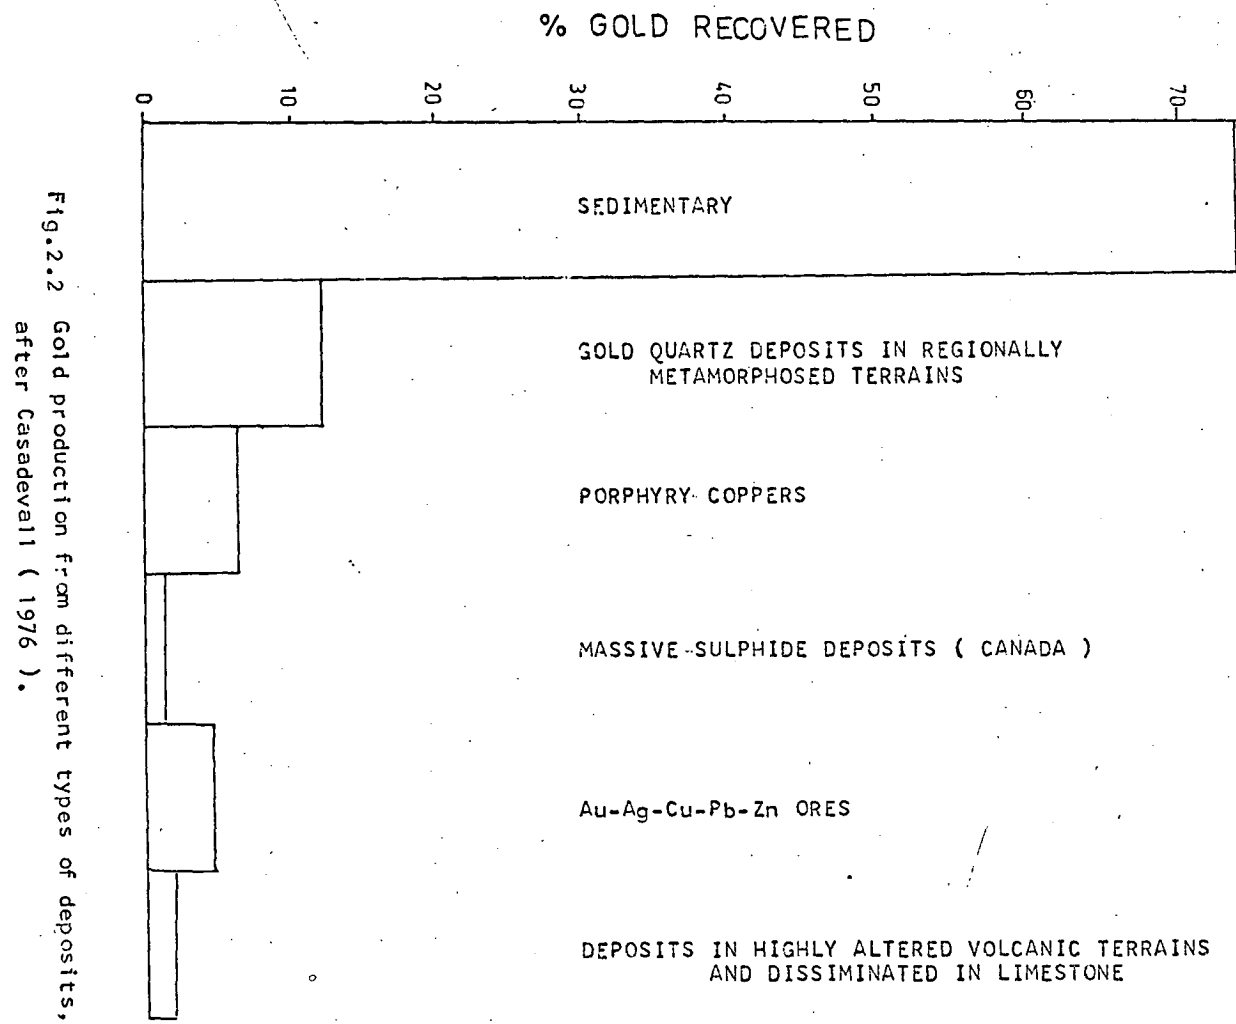 % GOLD RECOVERED
0 10 20 30 40 50 60 70
SEDIMENTARY
GOLD QUARTZ DEPOSITS IN REGIONALLY
METAMORPHOSED TERRAINS
PORPHYRY COPPERS
MASSIVE-SULPHIDE DEPOSITS ( CANADA )
Au-Ag-Cu-Pb-Zn ORES
DEPOSITS IN HIGHLY ALTERED VOLCANIC TERRAINS
AND DISSIMINATED IN LIMESTONE
Fig.2.2 Gold production from different types of deposits,
after Casadevall ( 1976 ).